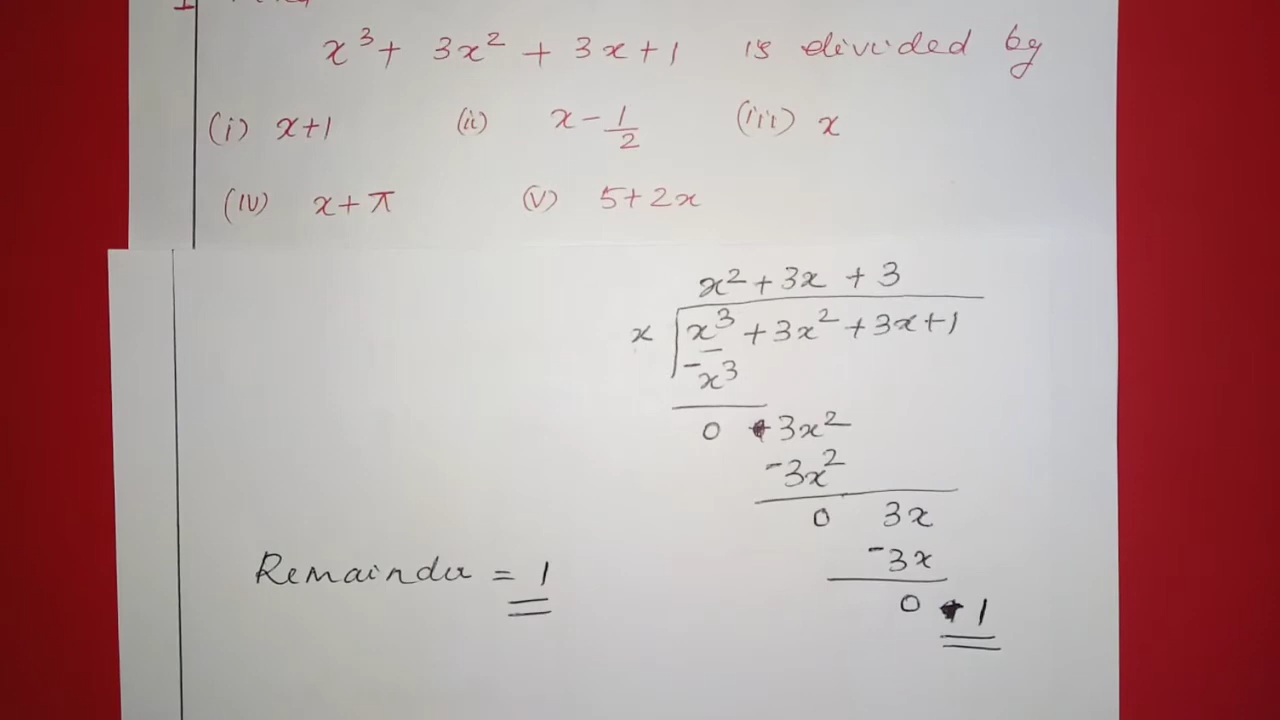 x³ + 3x² + 3x + 1 is divided by
(i) x+1 (ii) x - 1/2 (iii) x
(iv) x + π (v) 5 + 2x
x² + 3x + 3
x x³ + 3x² + 3x + 1
- x³
0 + 3x²
- 3x²
0 3x
- 3x
Remainder = 1
0 + 1